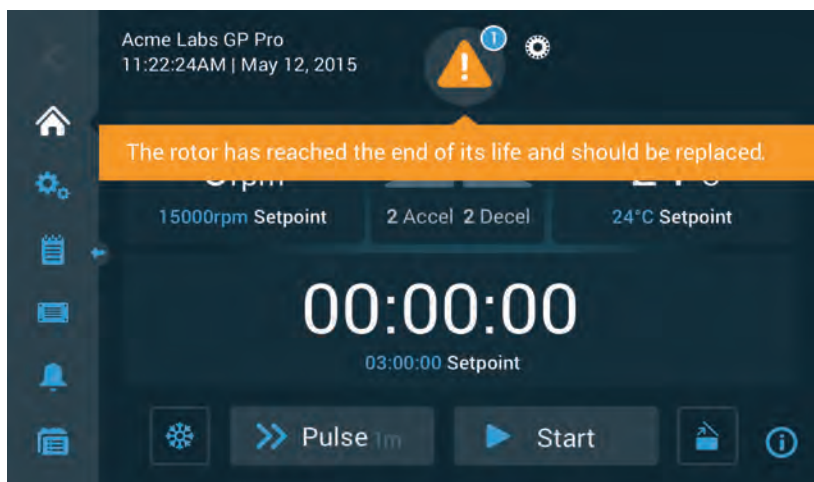 Acme Labs GP Pro
11:22:24AM | May 12, 2015
1
The rotor has reached the end of its life and should be replaced.
rpm
15000rpm Setpoint
2 Accel 2 Decel
24°C Setpoint
00:00:00
03:00:00 Setpoint
Pulse 1m
Start